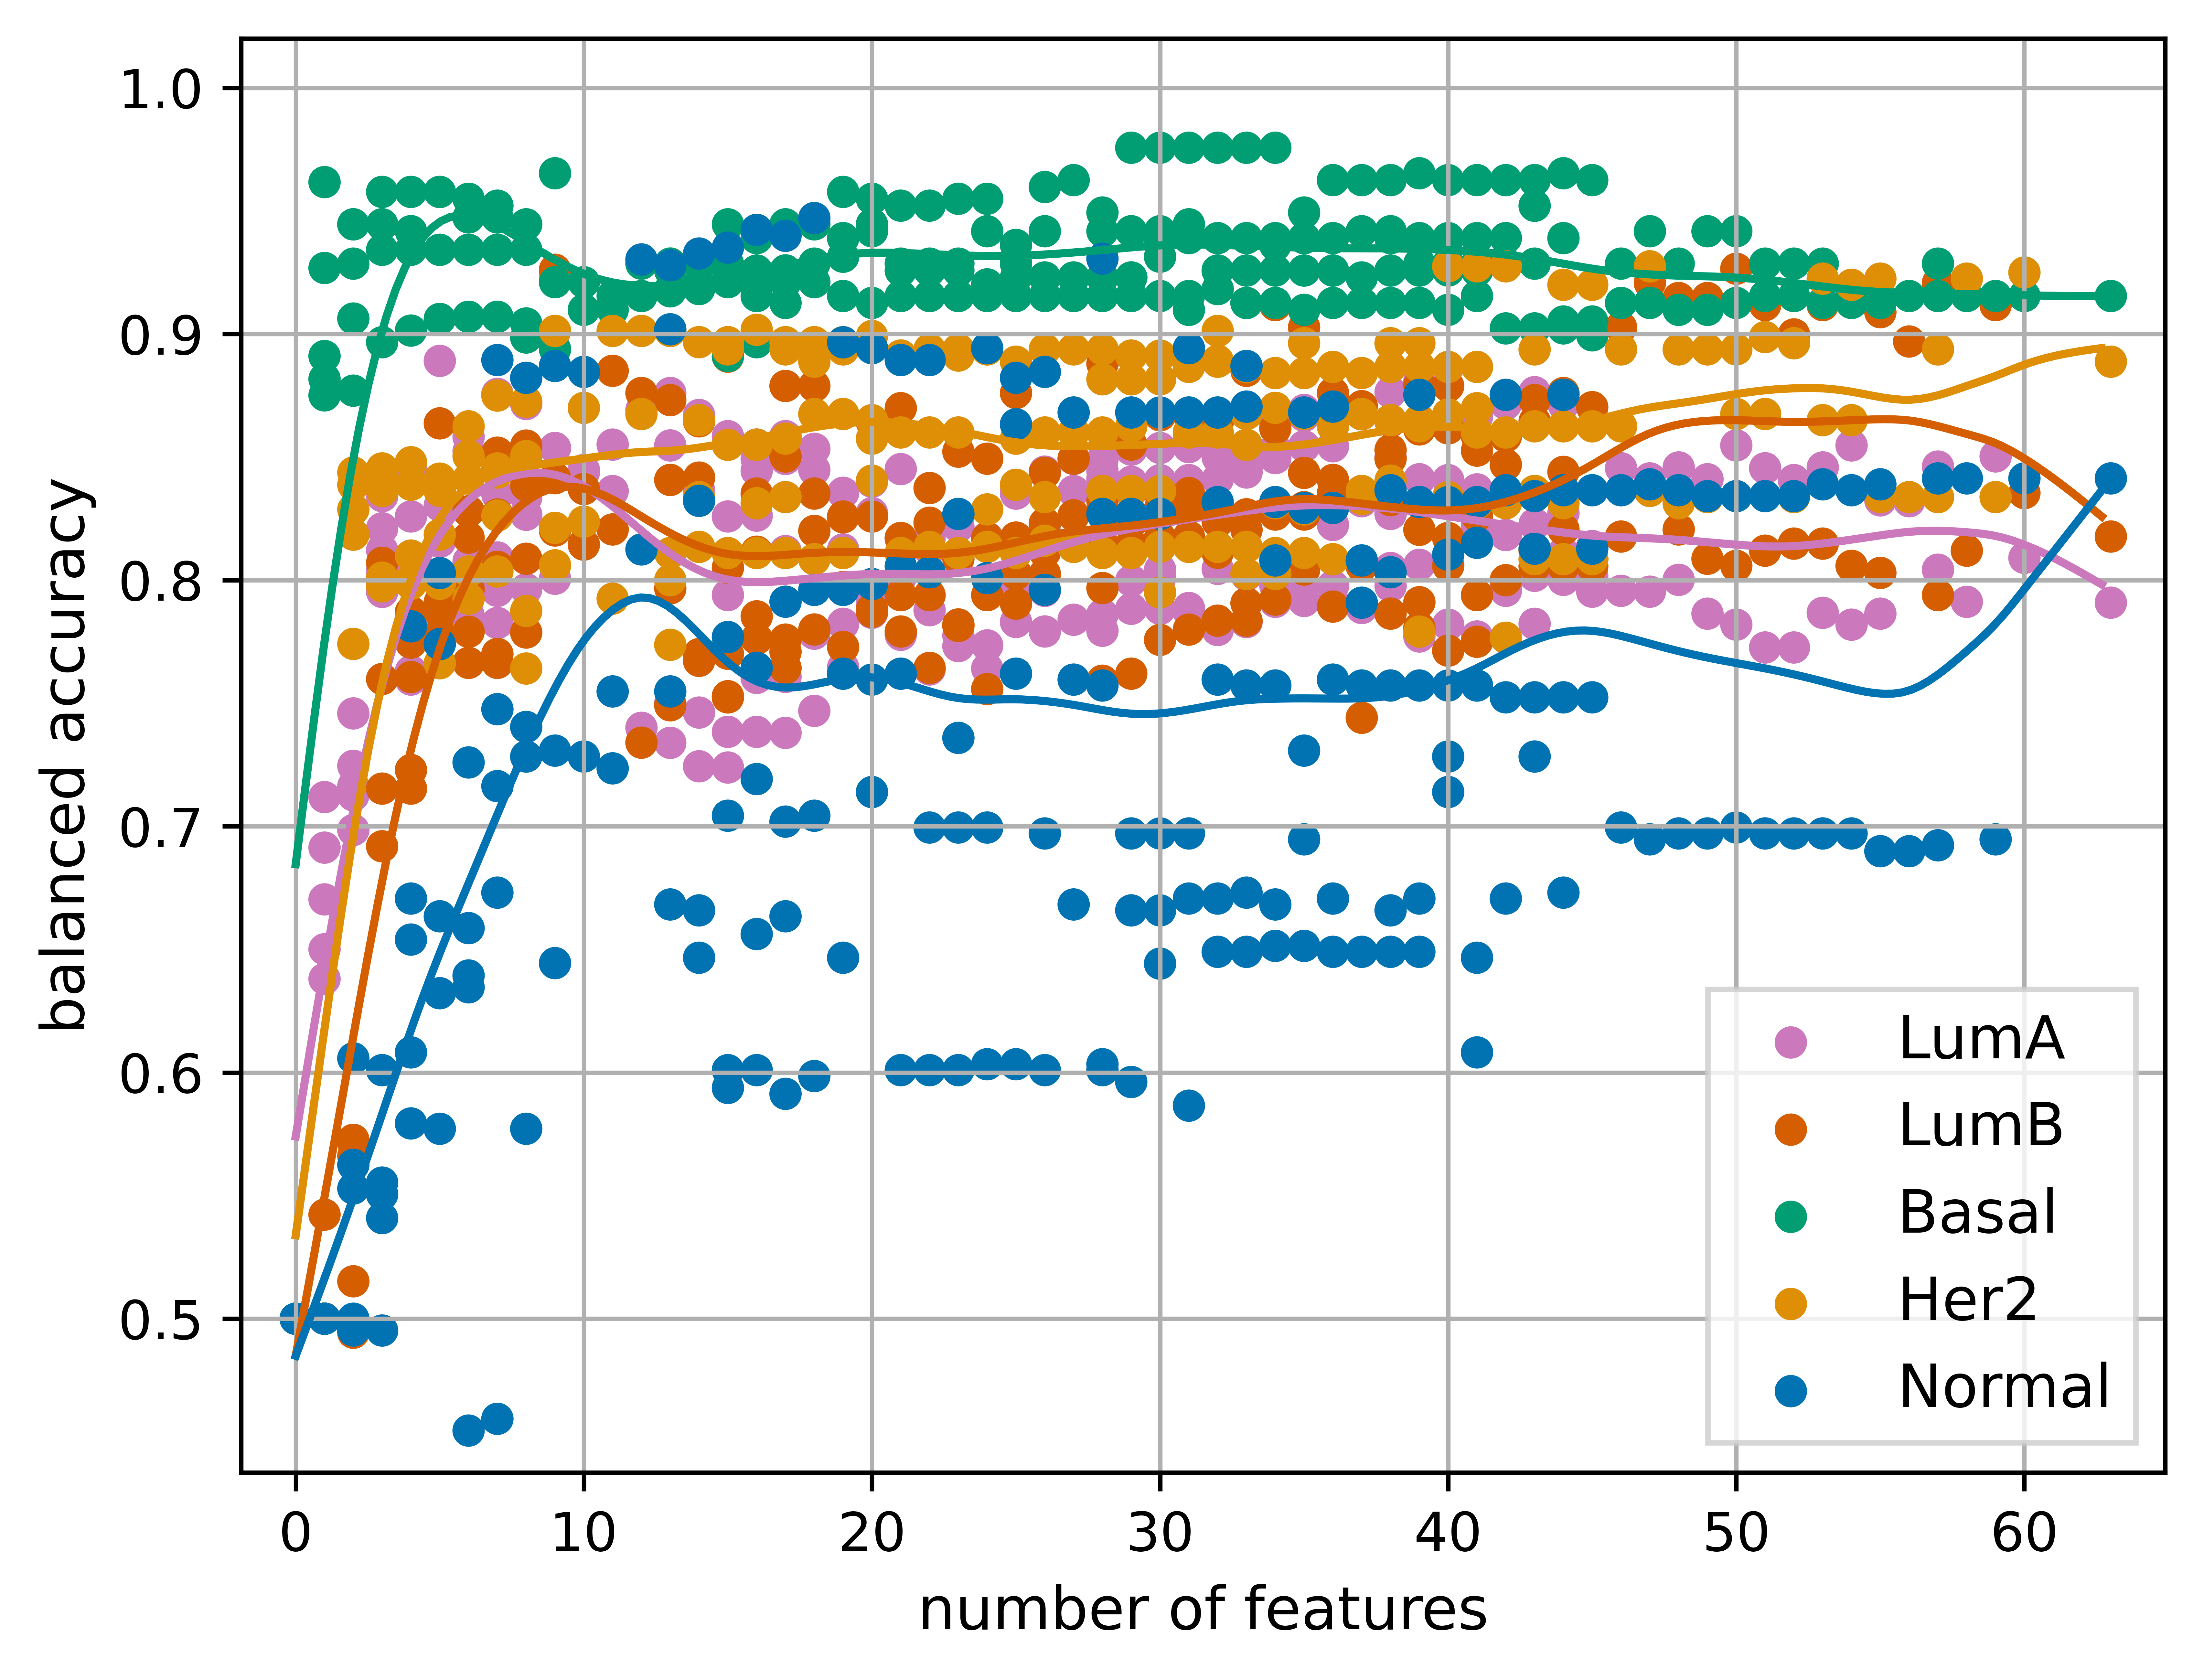 1.0
0.9
0.8
0.7
0.6
0.5
balanced accuracy
0 10 20 30 40 50 60
number of features
LumA
LumB
Basal
Her2
Normal